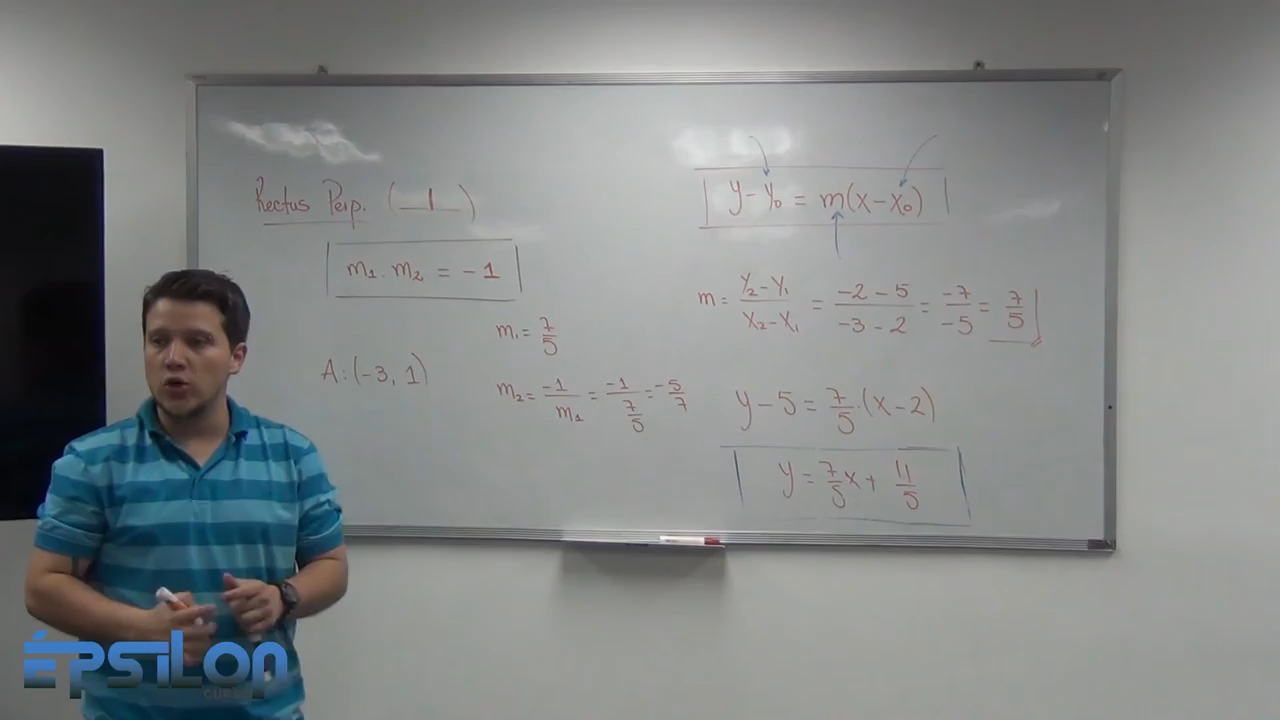 Rectas Perp. (⊥)
m₁ . m₂ = -1
m₁ = 7/5
A: (-3, 1)
m₂ = -1/m₁ = -1/(7/5) = -5/7
y - y₀ = m(x - x₀)
m = (y₂ - y₁)/(x₂ - x₁) = (-2 - 5)/(-3 - 2) = -7/-5 = 7/5
y - 5 = 7/5 · (x - 2)
y = 7/5 x + 11/5
ÉPSILON